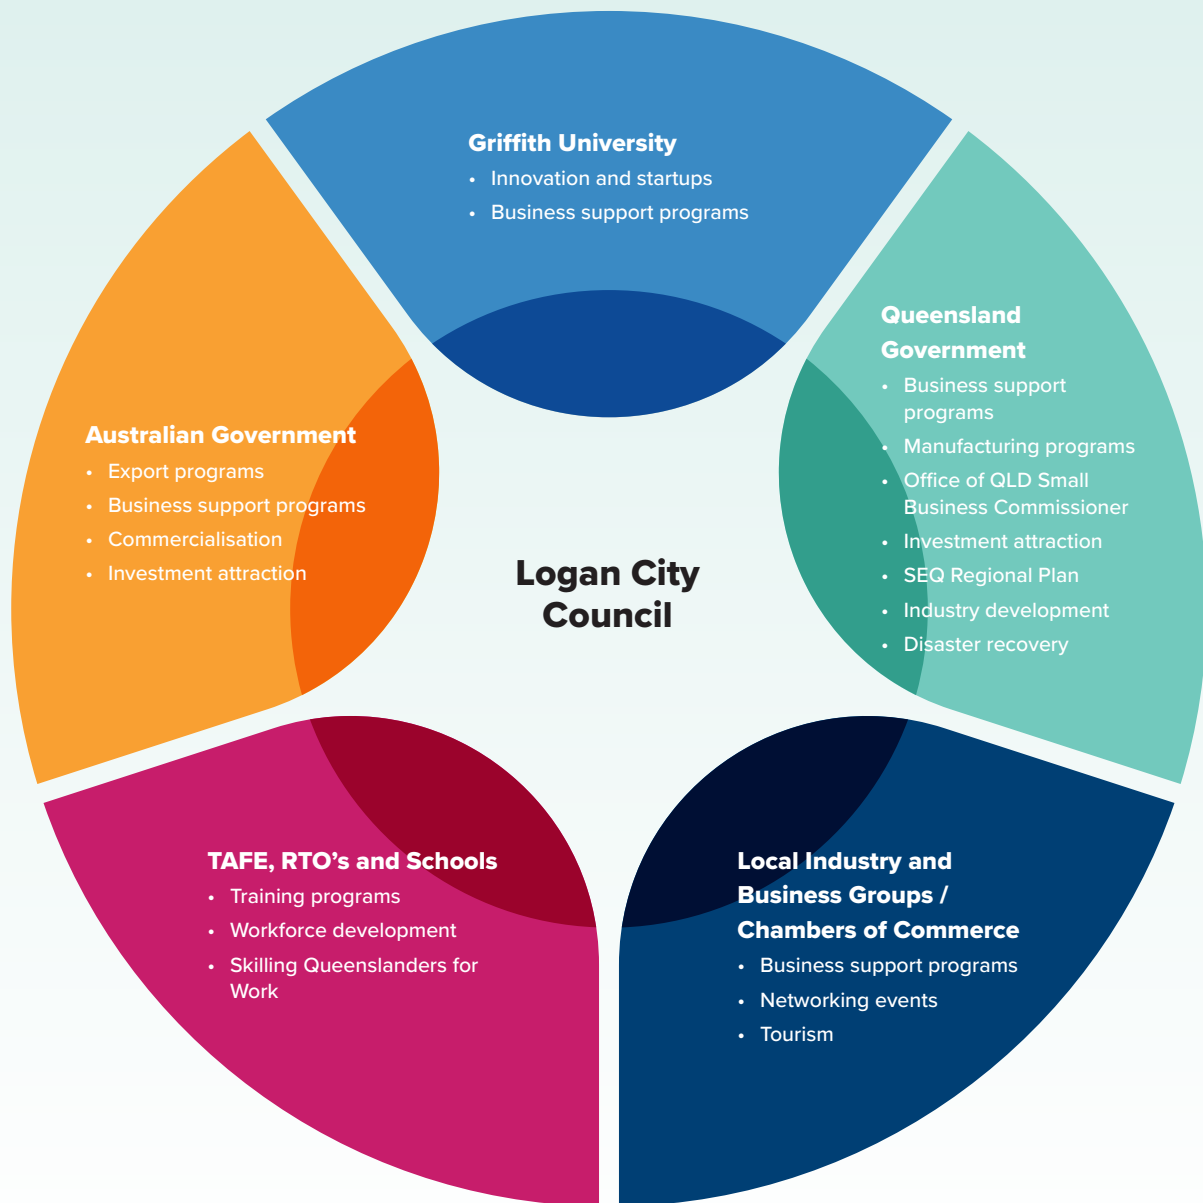 Griffith University
• Innovation and startups
• Business support programs
Queensland
Government
• Business support
programs
• Manufacturing programs
• Office of QLD Small
Business Commissioner
• Investment attraction
• SEQ Regional Plan
• Industry development
• Disaster recovery
Australian Government
• Export programs
• Business support programs
• Commercialisation
• Investment attraction
Logan City
Council
TAFE, RTO’s and Schools
• Training programs
• Workforce development
• Skilling Queenslanders for
Work
Local Industry and
Business Groups /
Chambers of Commerce
• Business support programs
• Networking events
• Tourism